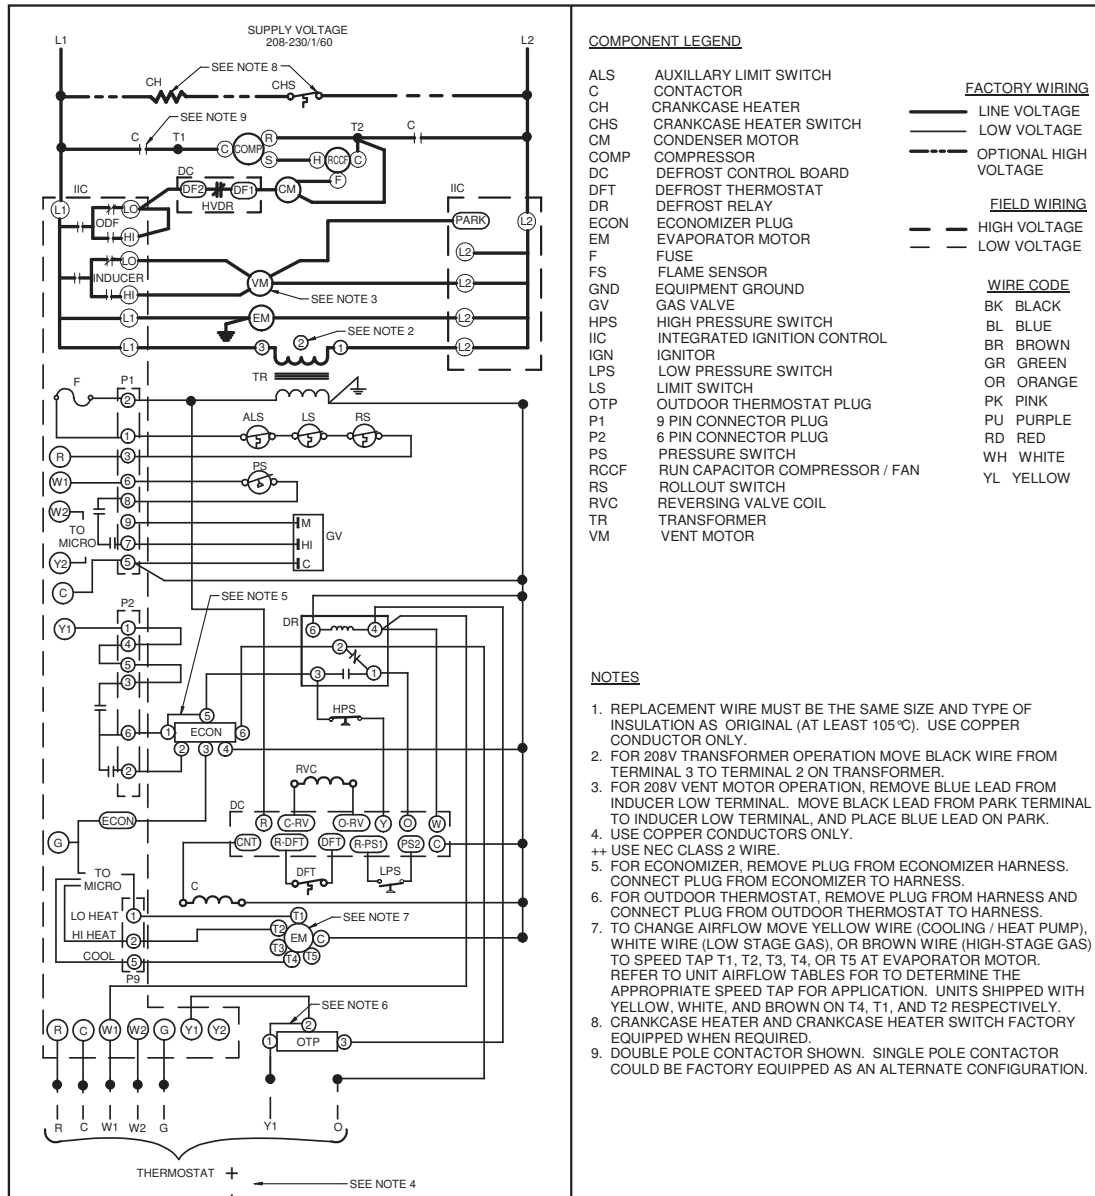 SUPPLY VOLTAGE
208-230/1/60
L1
L2
SEE NOTE 8
CH
CHS
SEE NOTE 9
C
T1
C
COMP
R
S
H
RCCF
C
F
T2
C
DC
DF2
DF1
HVDR
CM
IIC
IIC
L1
LO
ODF
HI
PARK
L2
LO
INDUCER
HI
VM
L2
L2
SEE NOTE 3
L1
EM
L2
SEE NOTE 2
L1
3
2
1
L2
TR
F
P1
2
1
ALS
LS
RS
R
3
W1
6
PS
8
W2
9
TO
MICRO
7
M
HI
C
GV
Y2
5
C
P2
SEE NOTE 5
Y1
1
4
5
3
6
2
DR
6
4
2
3
1
HPS
5
1
ECON
6
2
3
4
RVC
DC
R
C-RV
O-RV
Y
O
W
CNT
R-DFT
DFT
R-PS1
PS2
C
ECON
G
DFT
LPS
TO
MICRO
C
LO HEAT
1
HI HEAT
2
COOL
5
P9
T1
T2
T3
T4
T5
EM
C
SEE NOTE 7
R
C
W1
W2
G
Y1
Y2
SEE NOTE 6
2
1
OTP
3
R
C
W1
W2
G
Y1
O
THERMOSTAT
+
SEE NOTE 4
COMPONENT LEGEND
ALS AUXILLARY LIMIT SWITCH
C CONTACTOR
CH CRANKCASE HEATER
CHS CRANKCASE HEATER SWITCH
CM CONDENSER MOTOR
COMP COMPRESSOR
DC DEFROST CONTROL BOARD
DFT DEFROST THERMOSTAT
DR DEFROST RELAY
ECON ECONOMIZER PLUG
EM EVAPORATOR MOTOR
F FUSE
FS FLAME SENSOR
GND EQUIPMENT GROUND
GV GAS VALVE
HPS HIGH PRESSURE SWITCH
IIC INTEGRATED IGNITION CONTROL
IGN IGNITOR
LPS LOW PRESSURE SWITCH
LS LIMIT SWITCH
OTP OUTDOOR THERMOSTAT PLUG
P1 9 PIN CONNECTOR PLUG
P2 6 PIN CONNECTOR PLUG
PS PRESSURE SWITCH
RCCF RUN CAPACITOR COMPRESSOR / FAN
RS ROLLOUT SWITCH
RVC REVERSING VALVE COIL
TR TRANSFORMER
VM VENT MOTOR
FACTORY WIRING
LINE VOLTAGE
LOW VOLTAGE
OPTIONAL HIGH
VOLTAGE
FIELD WIRING
HIGH VOLTAGE
LOW VOLTAGE
WIRE CODE
BK BLACK
BL BLUE
BR BROWN
GR GREEN
OR ORANGE
PK PINK
PU PURPLE
RD RED
WH WHITE
YL YELLOW
NOTES
1. REPLACEMENT WIRE MUST BE THE SAME SIZE AND TYPE OF
INSULATION AS ORIGINAL (AT LEAST 105°C). USE COPPER
CONDUCTOR ONLY.
2. FOR 208V TRANSFORMER OPERATION MOVE BLACK WIRE FROM
TERMINAL 3 TO TERMINAL 2 ON TRANSFORMER.
3. FOR 208V VENT MOTOR OPERATION, REMOVE BLUE LEAD FROM
INDUCER LOW TERMINAL. MOVE BLACK LEAD FROM PARK TERMINAL
TO INDUCER LOW TERMINAL, AND PLACE BLUE LEAD ON PARK.
4. USE COPPER CONDUCTORS ONLY.
++ USE NEC CLASS 2 WIRE.
5. FOR ECONOMIZER, REMOVE PLUG FROM ECONOMIZER HARNESS.
CONNECT PLUG FROM ECONOMIZER TO HARNESS.
6. FOR OUTDOOR THERMOSTAT, REMOVE PLUG FROM HARNESS AND
CONNECT PLUG FROM OUTDOOR THERMOSTAT TO HARNESS.
7. TO CHANGE AIRFLOW MOVE YELLOW WIRE (COOLING / HEAT PUMP),
WHITE WIRE (LOW STAGE GAS), OR BROWN WIRE (HIGH-STAGE GAS)
TO SPEED TAP T1, T2, T3, T4, OR T5 AT EVAPORATOR MOTOR.
REFER TO UNIT AIRFLOW TABLES FOR TO DETERMINE THE
APPROPRIATE SPEED TAP FOR APPLICATION. UNITS SHIPPED WITH
YELLOW, WHITE, AND BROWN ON T4, T1, AND T2 RESPECTIVELY.
8. CRANKCASE HEATER AND CRANKCASE HEATER SWITCH FACTORY
EQUIPPED WHEN REQUIRED.
9. DOUBLE POLE CONTACTOR SHOWN. SINGLE POLE CONTACTOR
COULD BE FACTORY EQUIPPED AS AN ALTERNATE CONFIGURATION.